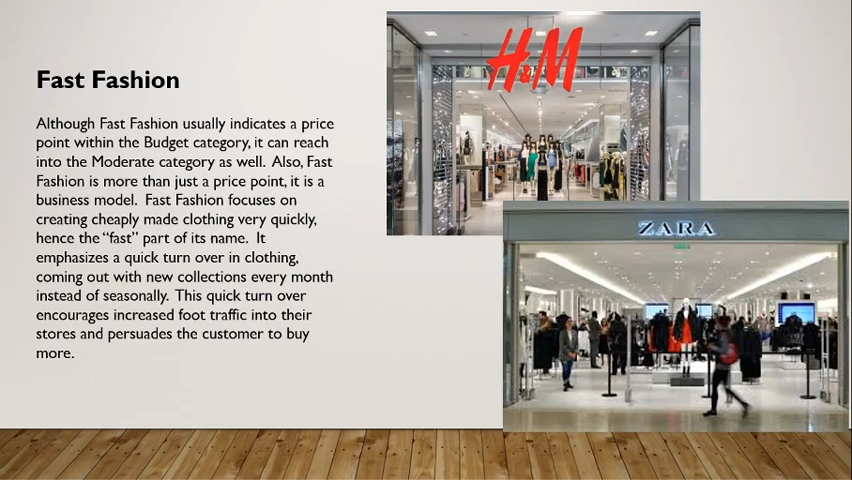 Fast Fashion
Although Fast Fashion usually indicates a price
point within the Budget category, it can reach
into the Moderate category as well.  Also, Fast
Fashion is more than just a price point, it is a
business model.  Fast Fashion focuses on
creating cheaply made clothing very quickly,
hence the “fast” part of its name.  It
emphasizes a quick turn over in clothing,
coming out with new collections every month
instead of seasonally.  This quick turn over
encourages increased foot traffic into their
stores and persuades the customer to buy
more.
H&M
ZARA